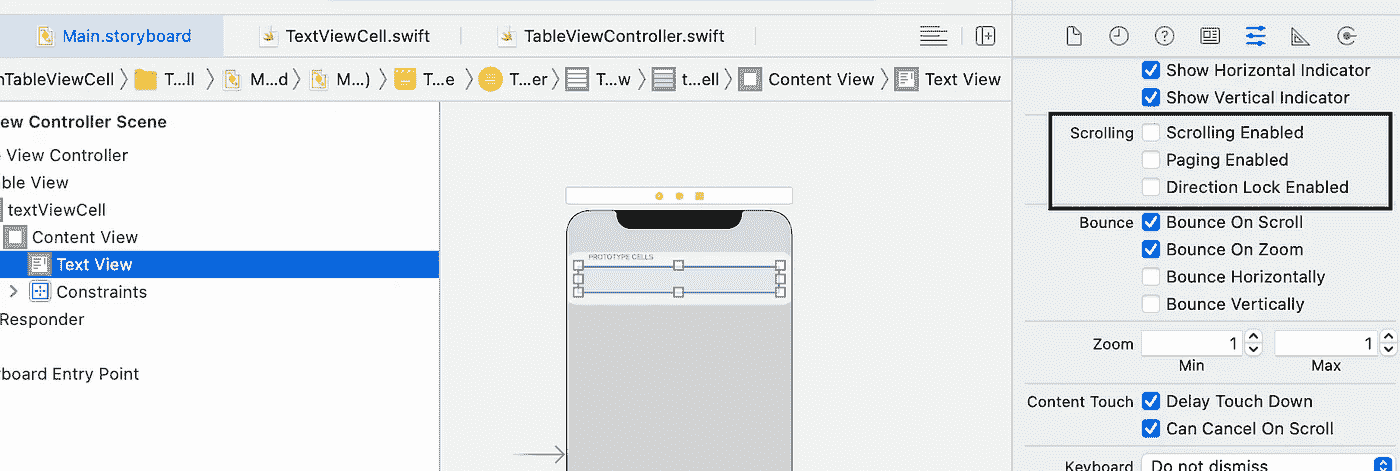 Main.storyboard
TextViewCell.swift
TableViewController.swift
nTableViewCell
T...ll
M...d
M...)
T...e
T...er
T...w
t...ell
Content View
Text View
ew Controller Scene
View Controller
ble View
textViewCell
Content View
Text View
Constraints
Responder
board Entry Point
PROTOTYPE CELLS
Show Horizontal Indicator
Show Vertical Indicator
Scrolling Scrolling Enabled
Paging Enabled
Direction Lock Enabled
Bounce Bounce On Scroll
Bounce On Zoom
Bounce Horizontally
Bounce Vertically
Zoom 1 1
Min Max
Content Touch Delay Touch Down
Can Cancel On Scroll
Keyboard Do not dismiss